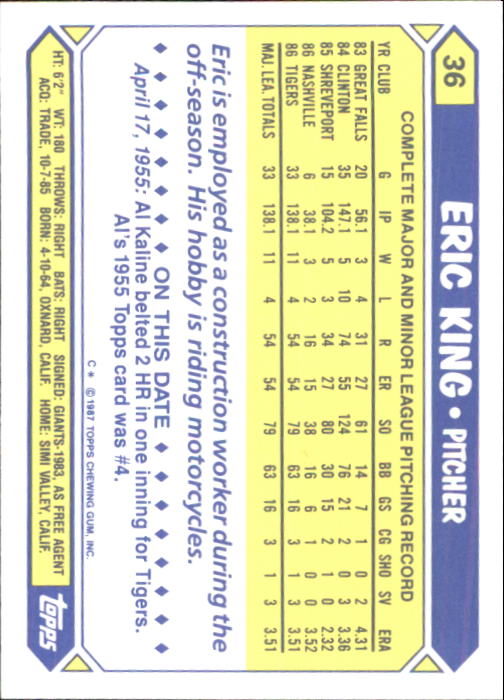 36
ERIC KING • PITCHER
COMPLETE MAJOR AND MINOR LEAGUE PITCHING RECORD
YR CLUB G IP W L R ER SO BB GS CG SHO SV ERA
83 GREAT FALLS 20 56.1 3 4 31 27 61 14 7 1 0 2 4.31
84 CLINTON 35 147.1 5 10 74 55 124 76 21 2 0 3 3.36
85 SHREVEPORT 15 104.2 5 3 34 27 80 30 15 2 1 0 2.32
86 NASHVILLE 6 38.1 3 2 16 15 38 16 6 1 0 0 3.52
86 TIGERS 33 138.1 11 4 54 54 79 63 16 3 1 3 3.51
MAJ. LEA. TOTALS 33 138.1 11 4 54 54 79 63 16 3 1 3 3.51
Eric is employed as a construction worker during the
off-season. His hobby is riding motorcycles.
ON THIS DATE
April 17, 1955: Al Kaline belted 2 HR in one inning for Tigers.
Al's 1955 Topps card was #4.
C * © 1987 TOPPS CHEWING GUM, INC.
HT: 6'2" WT: 180 THROWS: RIGHT BATS: RIGHT SIGNED: GIANTS-1983, AS FREE AGENT
ACQ: TRADE, 10-7-85 BORN: 4-10-64, OXNARD, CALIF. HOME: SIMI VALLEY, CALIF.
topps